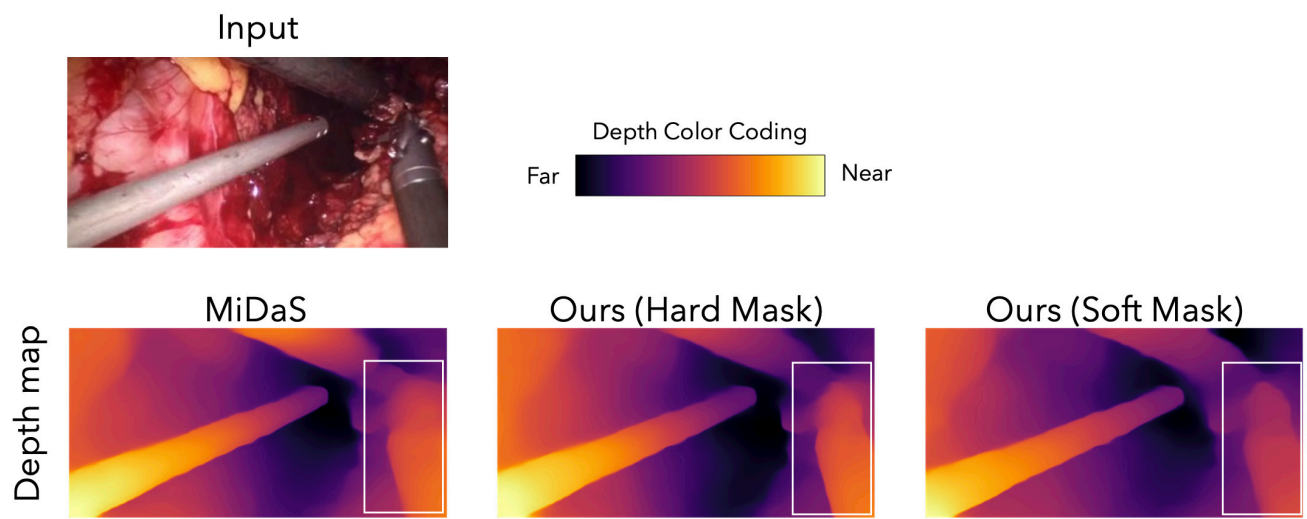 Input
Depth Color Coding
Far
Near
MiDaS
Ours (Hard Mask)
Ours (Soft Mask)
Depth map